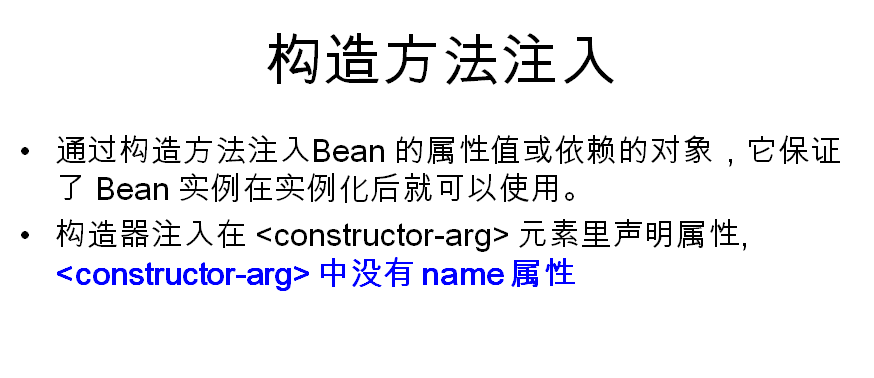 构造方法注入
• 通过构造方法注入Bean 的属性值或依赖的对象，它保证
了 Bean 实例在实例化后就可以使用。
• 构造器注入在 <constructor-arg> 元素里声明属性,
<constructor-arg> 中没有 name 属性